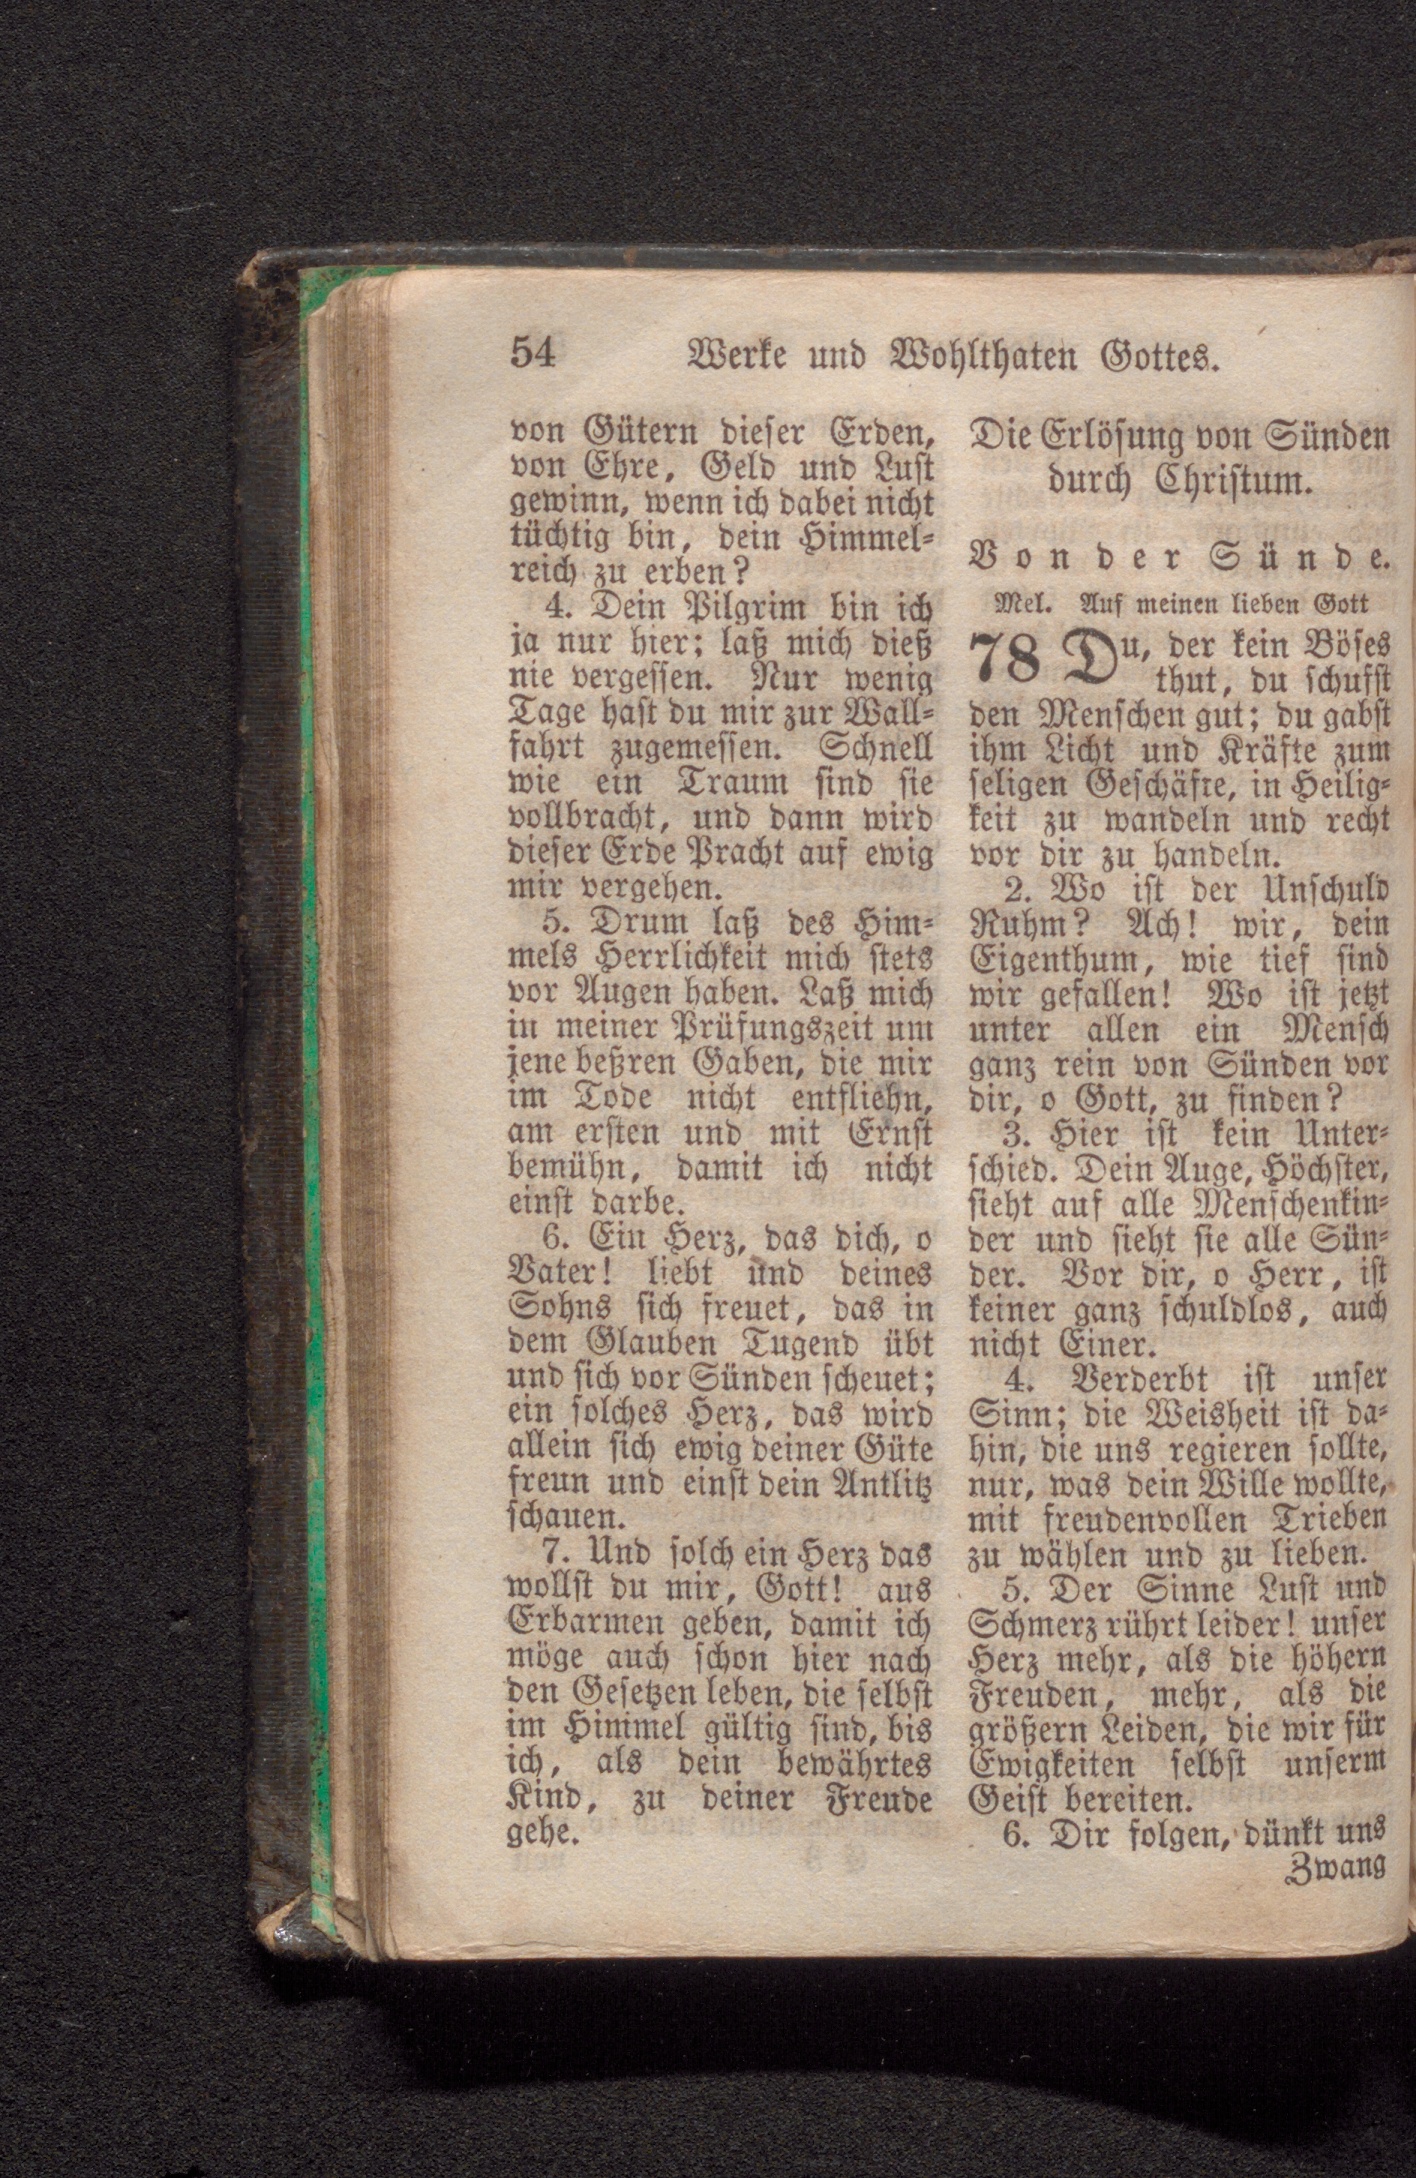 54 Werke und Wohlthaten Gottes.
von Gütern dieser Erden,
von Ehre, Geld und Lust
gewinn, wenn ich dabei nicht
tüchtig bin, dein Himmel-
reich zu erben?
4. Dein Pilgrim bin ich
ja nur hier; laß mich dieß
nie vergessen. Nur wenig
Tage hast du mir zur Wall-
fahrt zugemessen. Schnell
wie ein Traum sind sie
vollbracht, und dann wird
dieser Erde Pracht auf ewig
mir vergehen.
5. Drum laß des Him-
mels Herrlichkeit mich stets
vor Augen haben. Laß mich
in meiner Prüfungszeit um
jene beßren Gaben, die mir
im Tode nicht entfliehn,
am ersten und mit Ernst
bemühn, damit ich nicht
einst darbe.
6. Ein Herz, das dich, o
Vater! liebt und deines
Sohns sich freuet, das in
dem Glauben Tugend übt
und sich vor Sünden scheuet;
ein solches Herz, das wird
allein sich ewig deiner Güte
freun und einst dein Antlitz
schauen.
7. Und solch ein Herz das
wollst du mir, Gott! aus
Erbarmen geben, damit ich
möge auch schon hier nach
den Gesetzen leben, die selbst
im Himmel gültig sind, bis
ich, als dein bewährtes
Kind, zu deiner Freude
gehe.
Die Erlösung von Sünden
durch Christum.
Von der Sünde.
Mel. Auf meinen lieben Gott
78 Du, der kein Böses
thut, du schufst
den Menschen gut; du gabst
ihm Licht und Kräfte zum
seligen Geschäfte, in Heilig-
keit zu wandeln und recht
vor dir zu handeln.
2. Wo ist der Unschuld
Ruhm? Ach! wir, dein
Eigenthum, wie tief sind
wir gefallen! Wo ist jetzt
unter allen ein Mensch
ganz rein von Sünden vor
dir, o Gott, zu finden?
3. Hier ist kein Unter-
schied. Dein Auge, Höchster,
sieht auf alle Menschenkin-
der und sieht sie alle Sün-
der. Vor dir, o Herr, ist
keiner ganz schuldlos, auch
nicht Einer.
4. Verderbt ist unser
Sinn; die Weisheit ist da-
hin, die uns regieren sollte,
nur, was dein Wille wollte,
mit freudenvollen Trieben
zu wählen und zu lieben.
5. Der Sinne Lust und
Schmerz rührt leider! unser
Herz mehr, als die höhern
Freuden, mehr, als die
größern Leiden, die wir für
Ewigkeiten selbst unserm
Geist bereiten.
6. Dir folgen, dünkt uns
Zwang